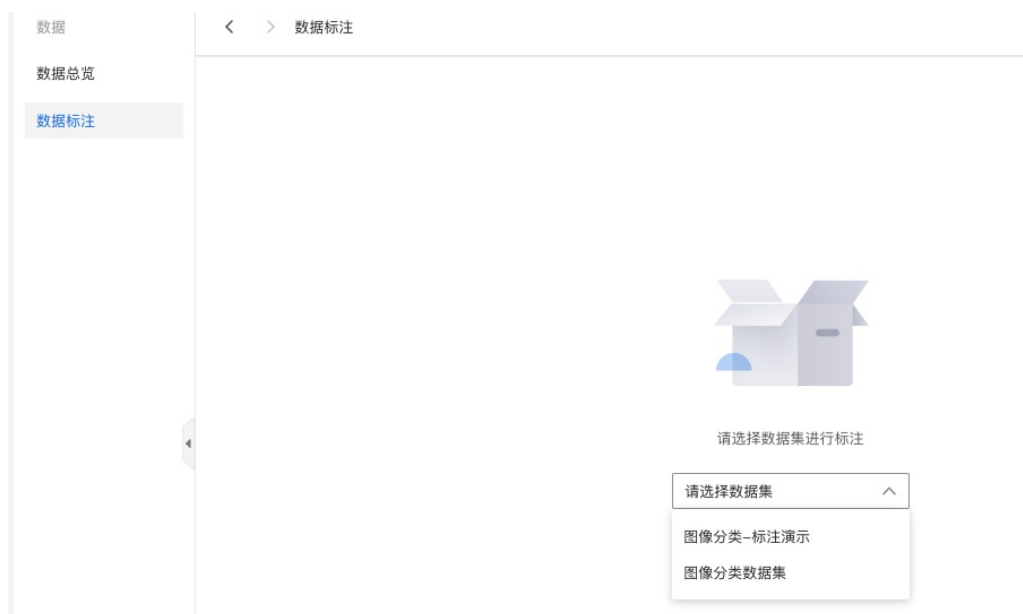 数据
数据总览
数据标注
数据标注
请选择数据集进行标注
请选择数据集
图像分类-标注演示
图像分类数据集